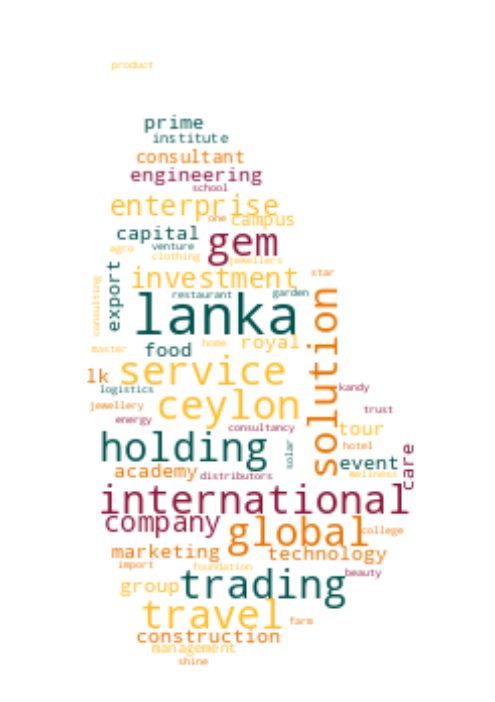 product
prime
institute
consultant
engineering
school
enterprise
one campus
capital gem
agro venture
clothing jewellers
export investment star
consulting restaurant garden
lanka
solution
master food home royal
lk service
logistics kandy
jewellery ceylon trust
energy consultancy tour
holding solar hotel
event care
academy distributors wellness
international
company global college
marketing technology
import foundation beauty
group trading
travel farm
construction
management
shine